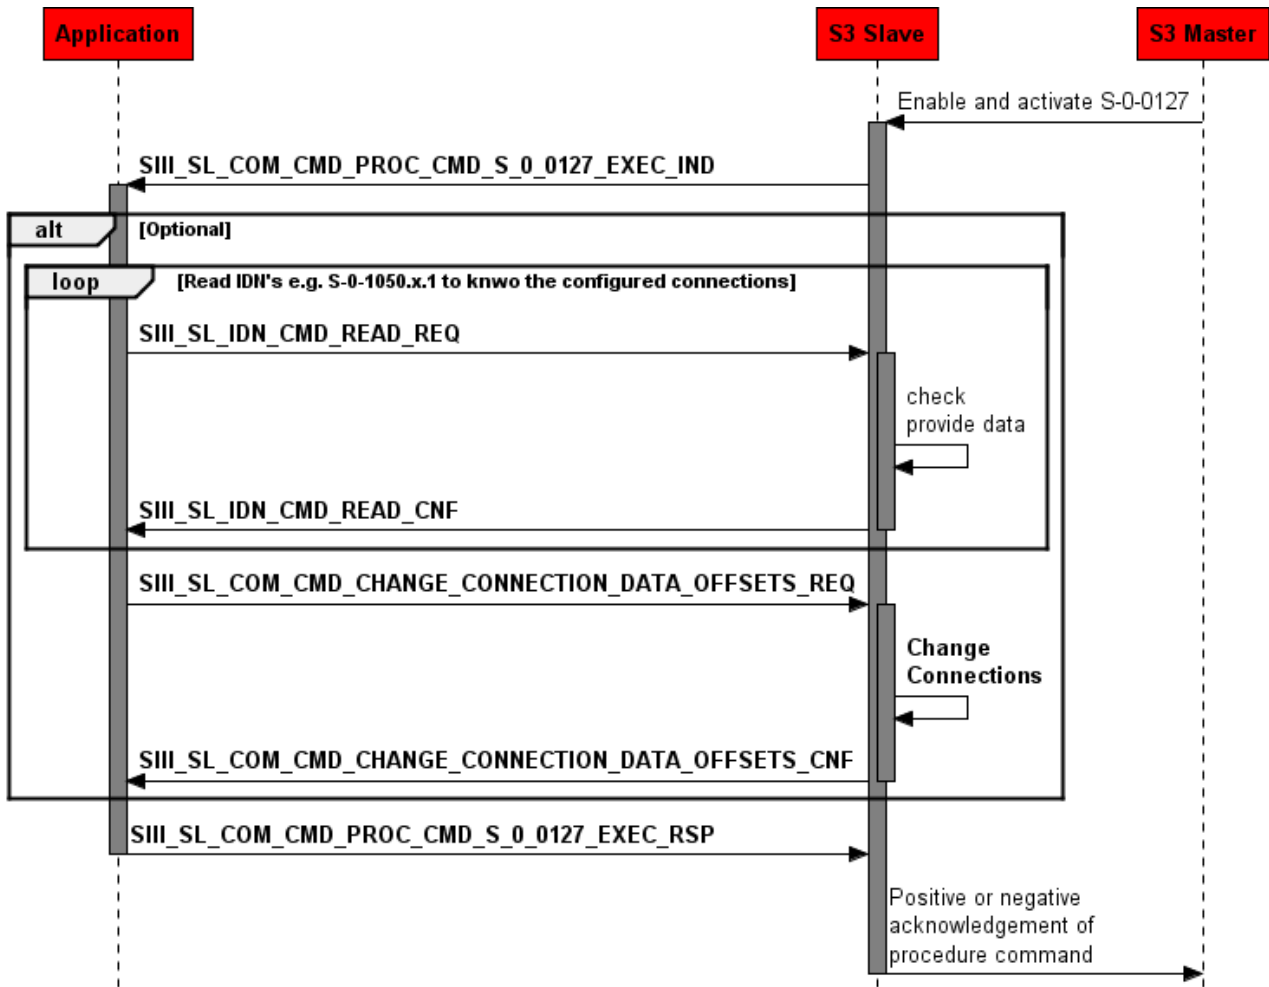 Application
S3 Slave
S3 Master
Enable and activate S-0-0127
SIII_SL_COM_CMD_PROC_CMD_S_0_0127_EXEC_IND
alt
[Optional]
loop
[Read IDN's e.g. S-0-1050.x.1 to knwo the configured connections]
SIII_SL_IDN_CMD_READ_REQ
check
provide data
SIII_SL_IDN_CMD_READ_CNF
SIII_SL_COM_CMD_CHANGE_CONNECTION_DATA_OFFSETS_REQ
Change
Connections
SIII_SL_COM_CMD_CHANGE_CONNECTION_DATA_OFFSETS_CNF
SIII_SL_COM_CMD_PROC_CMD_S_0_0127_EXEC_RSP
Positive or negative
acknowledgement of
procedure command